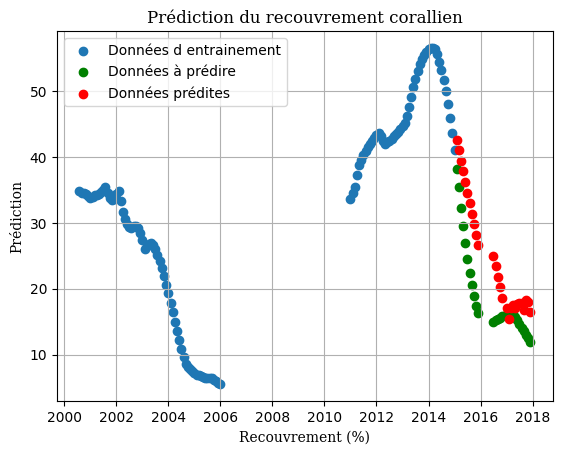 Prédiction du recouvrement corallien
Données d entrainement
Données à prédire
Données prédites
Prédiction
50
40
30
20
10
2000 2002 2004 2006 2008 2010 2012 2014 2016 2018
Recouvrement (%)